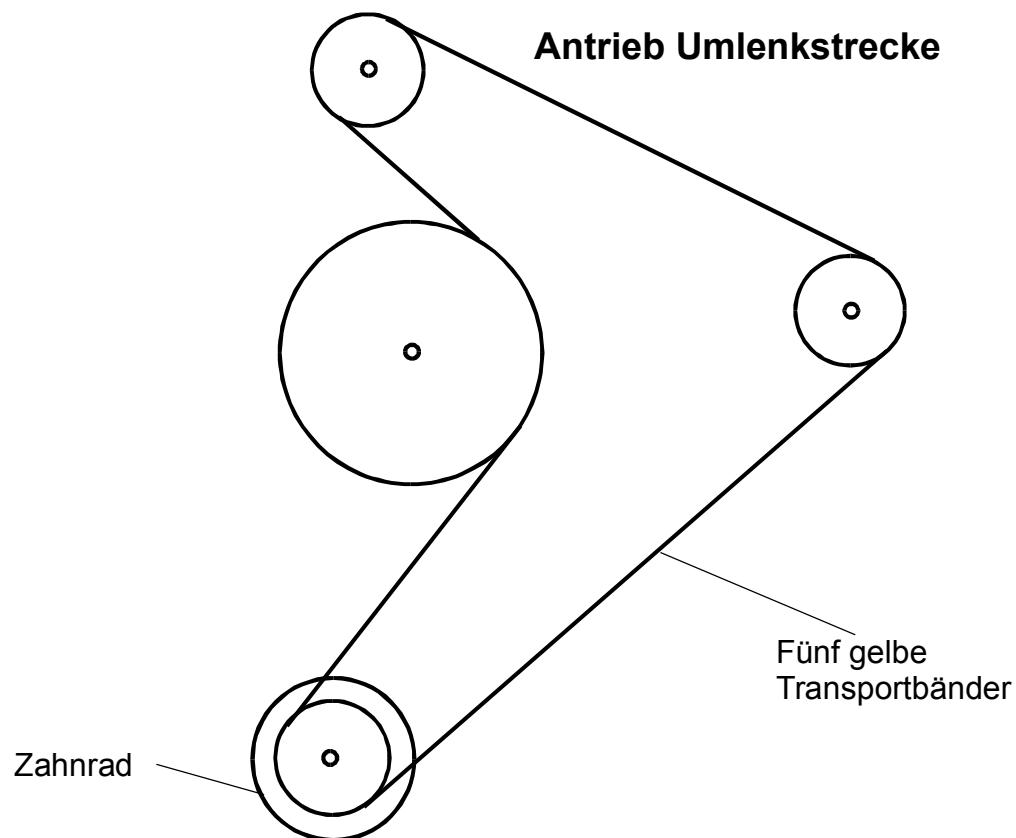 Antrieb Umlenkstrecke
Fünf gelbe
Transportbänder
Zahnrad